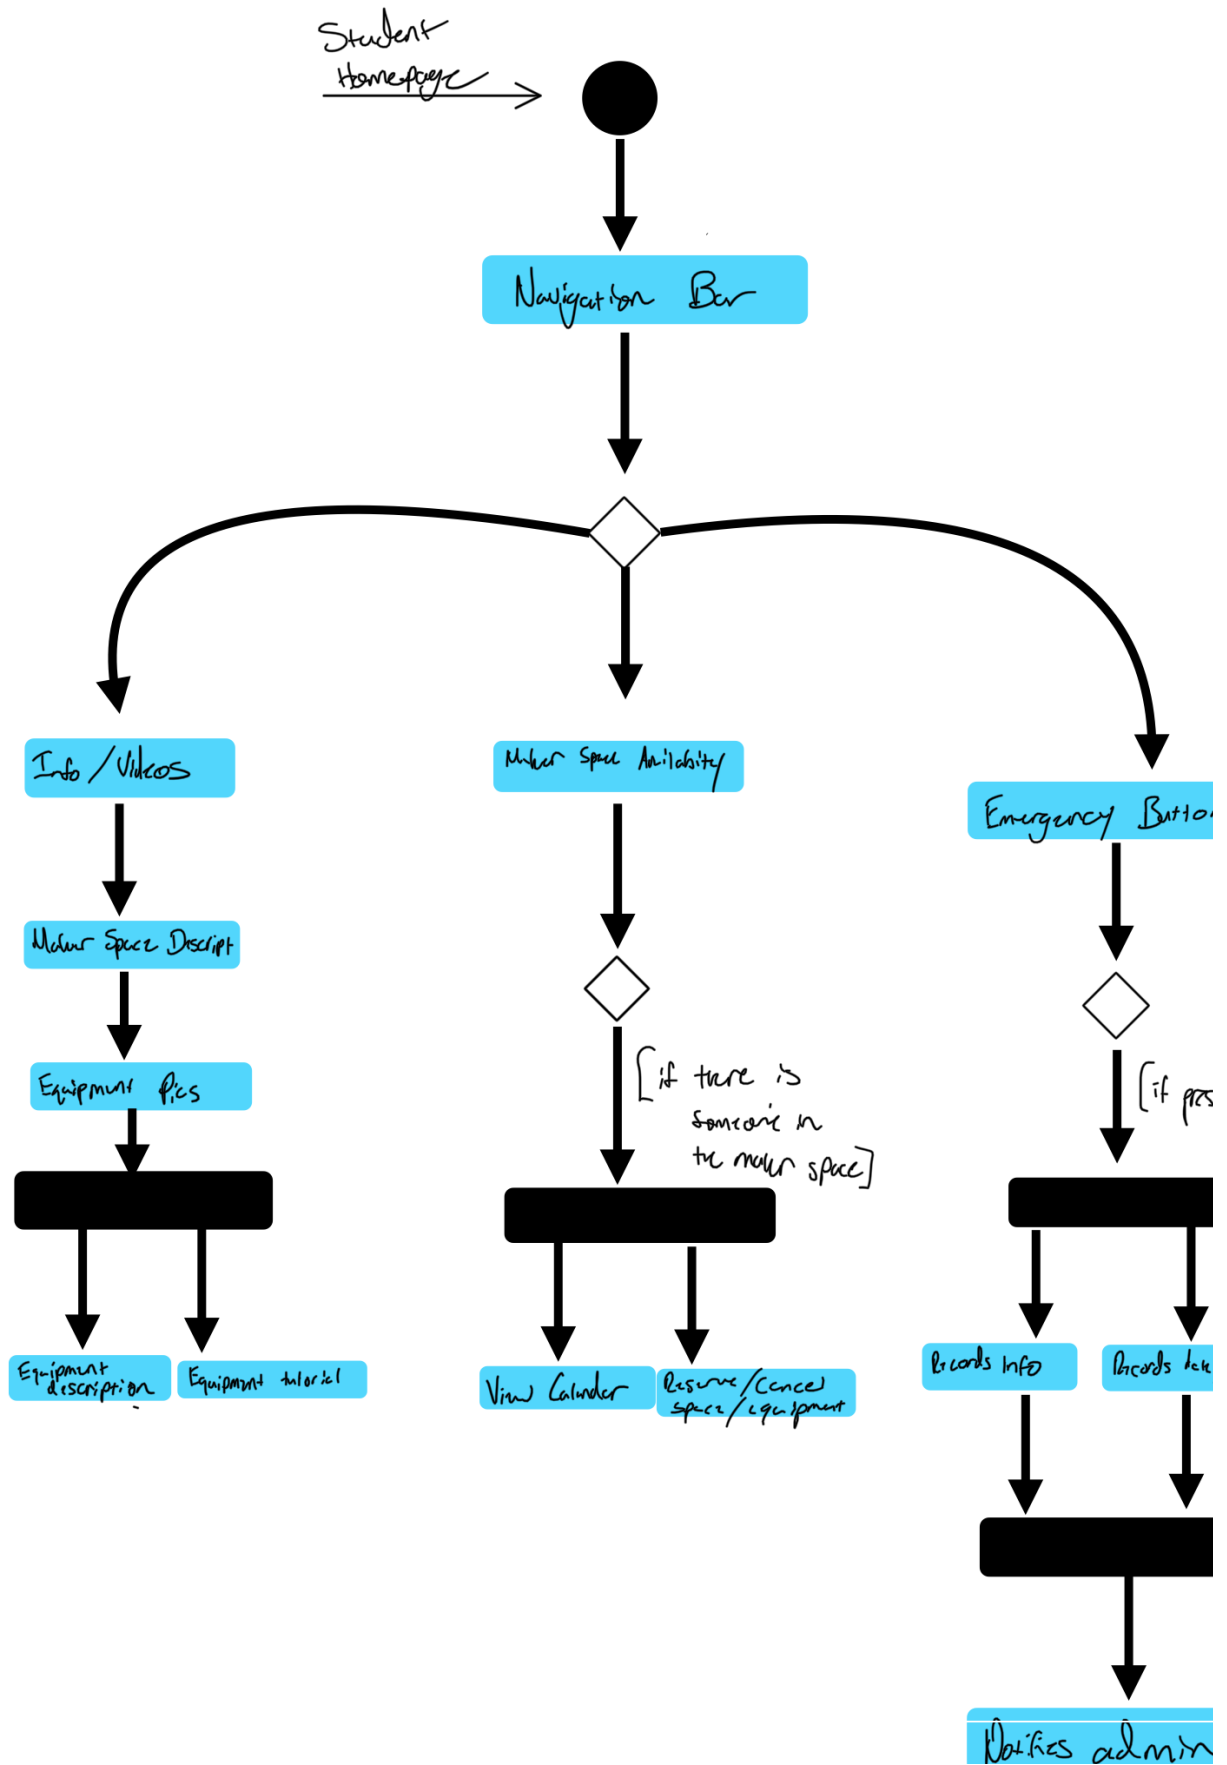 Student
Homepage
Navigation Bar
Info/Videos
Maker Space Availability
Emergency Button
Maker Space Descript
Equipment Pics
[if there is
someone in
the maker space]
[if
Equipment
description
Equipment tutorial
View Calender
Reserve/Cancel
space/equipment
Records Info
Records
Notifies admin